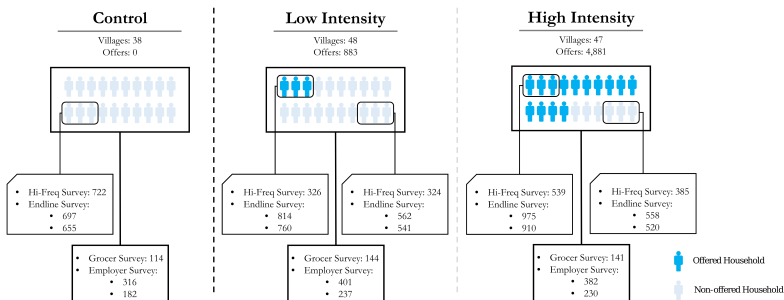 Control
Villages: 38
Offers: 0
• Hi-Freq Survey: 722
• Endline Survey:
• 697
• 655
• Grocer Survey: 114
• Employer Survey:
• 316
• 182
Low Intensity
Villages: 48
Offers: 883
• Hi-Freq Survey: 326
• Endline Survey:
• 814
• 760
• Hi-Freq Survey: 324
• Endline Survey:
• 562
• 541
• Grocer Survey: 144
• Employer Survey:
• 401
• 237
High Intensity
Villages: 47
Offers: 4,881
• Hi-Freq Survey: 539
• Endline Survey:
• 975
• 910
• Hi-Freq Survey: 385
• Endline Survey:
• 558
• 520
• Grocer Survey: 141
• Employer Survey:
• 382
• 230
Offered Household
Non-offered Household